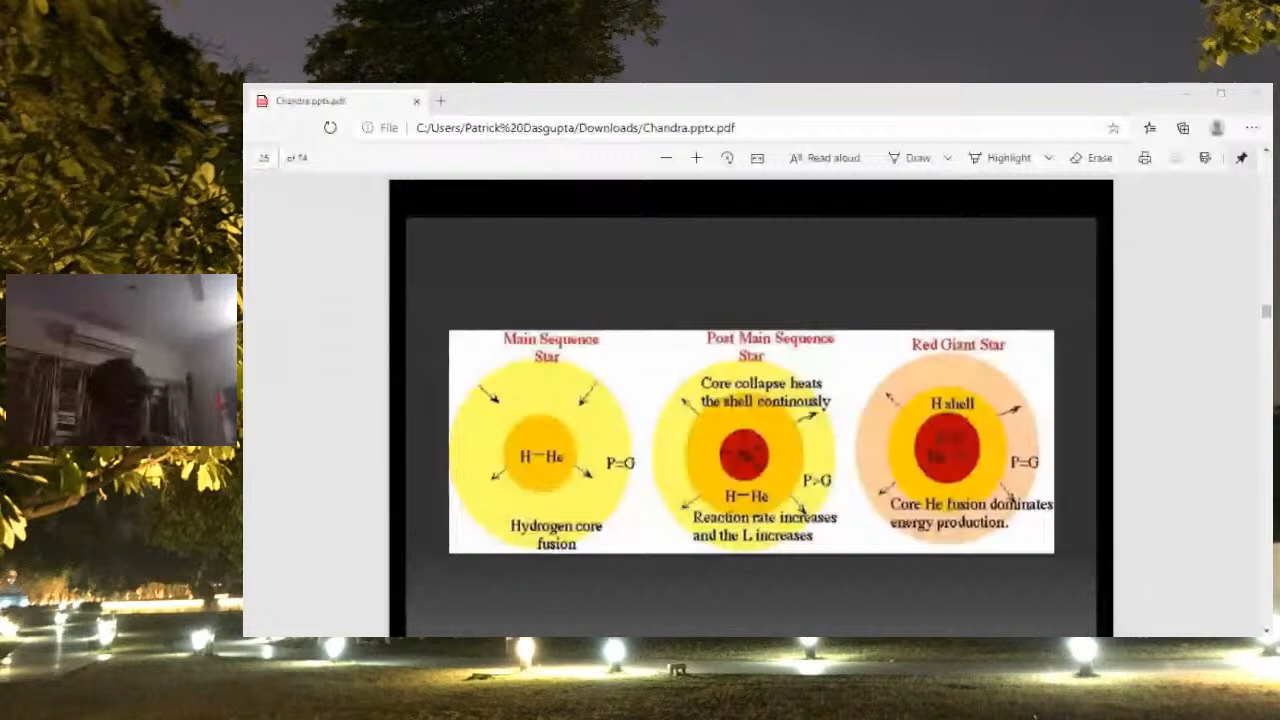 Chandra.pptx.pdf
File
C:/Users/Patrick%20Dasgupta/Downloads/Chandra.pptx.pdf
of 74
Read aloud
Draw
Highlight
Erase
Main Sequence
Star
H—He
P=G
Hydrogen core
fusion
Post Main Sequence
Star
Core collapse heats
the shell continously
P>G
H—He
Reaction rate increases
and the L increases
Red Giant Star
H shell
P=G
Core He fusion dominates
energy production.